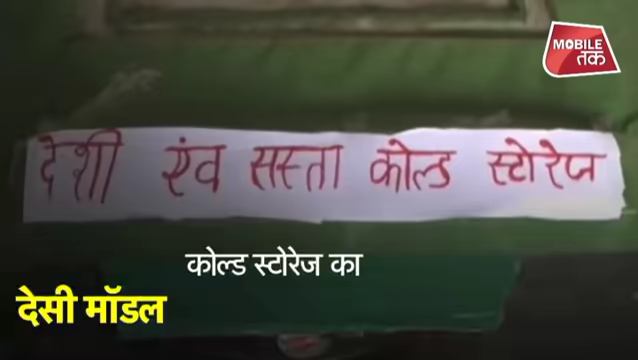 MOBILE
तक
देशी एंव सस्ता कोल्ड स्टोरेज
कोल्ड स्टोरेज का
देसी मॉडल